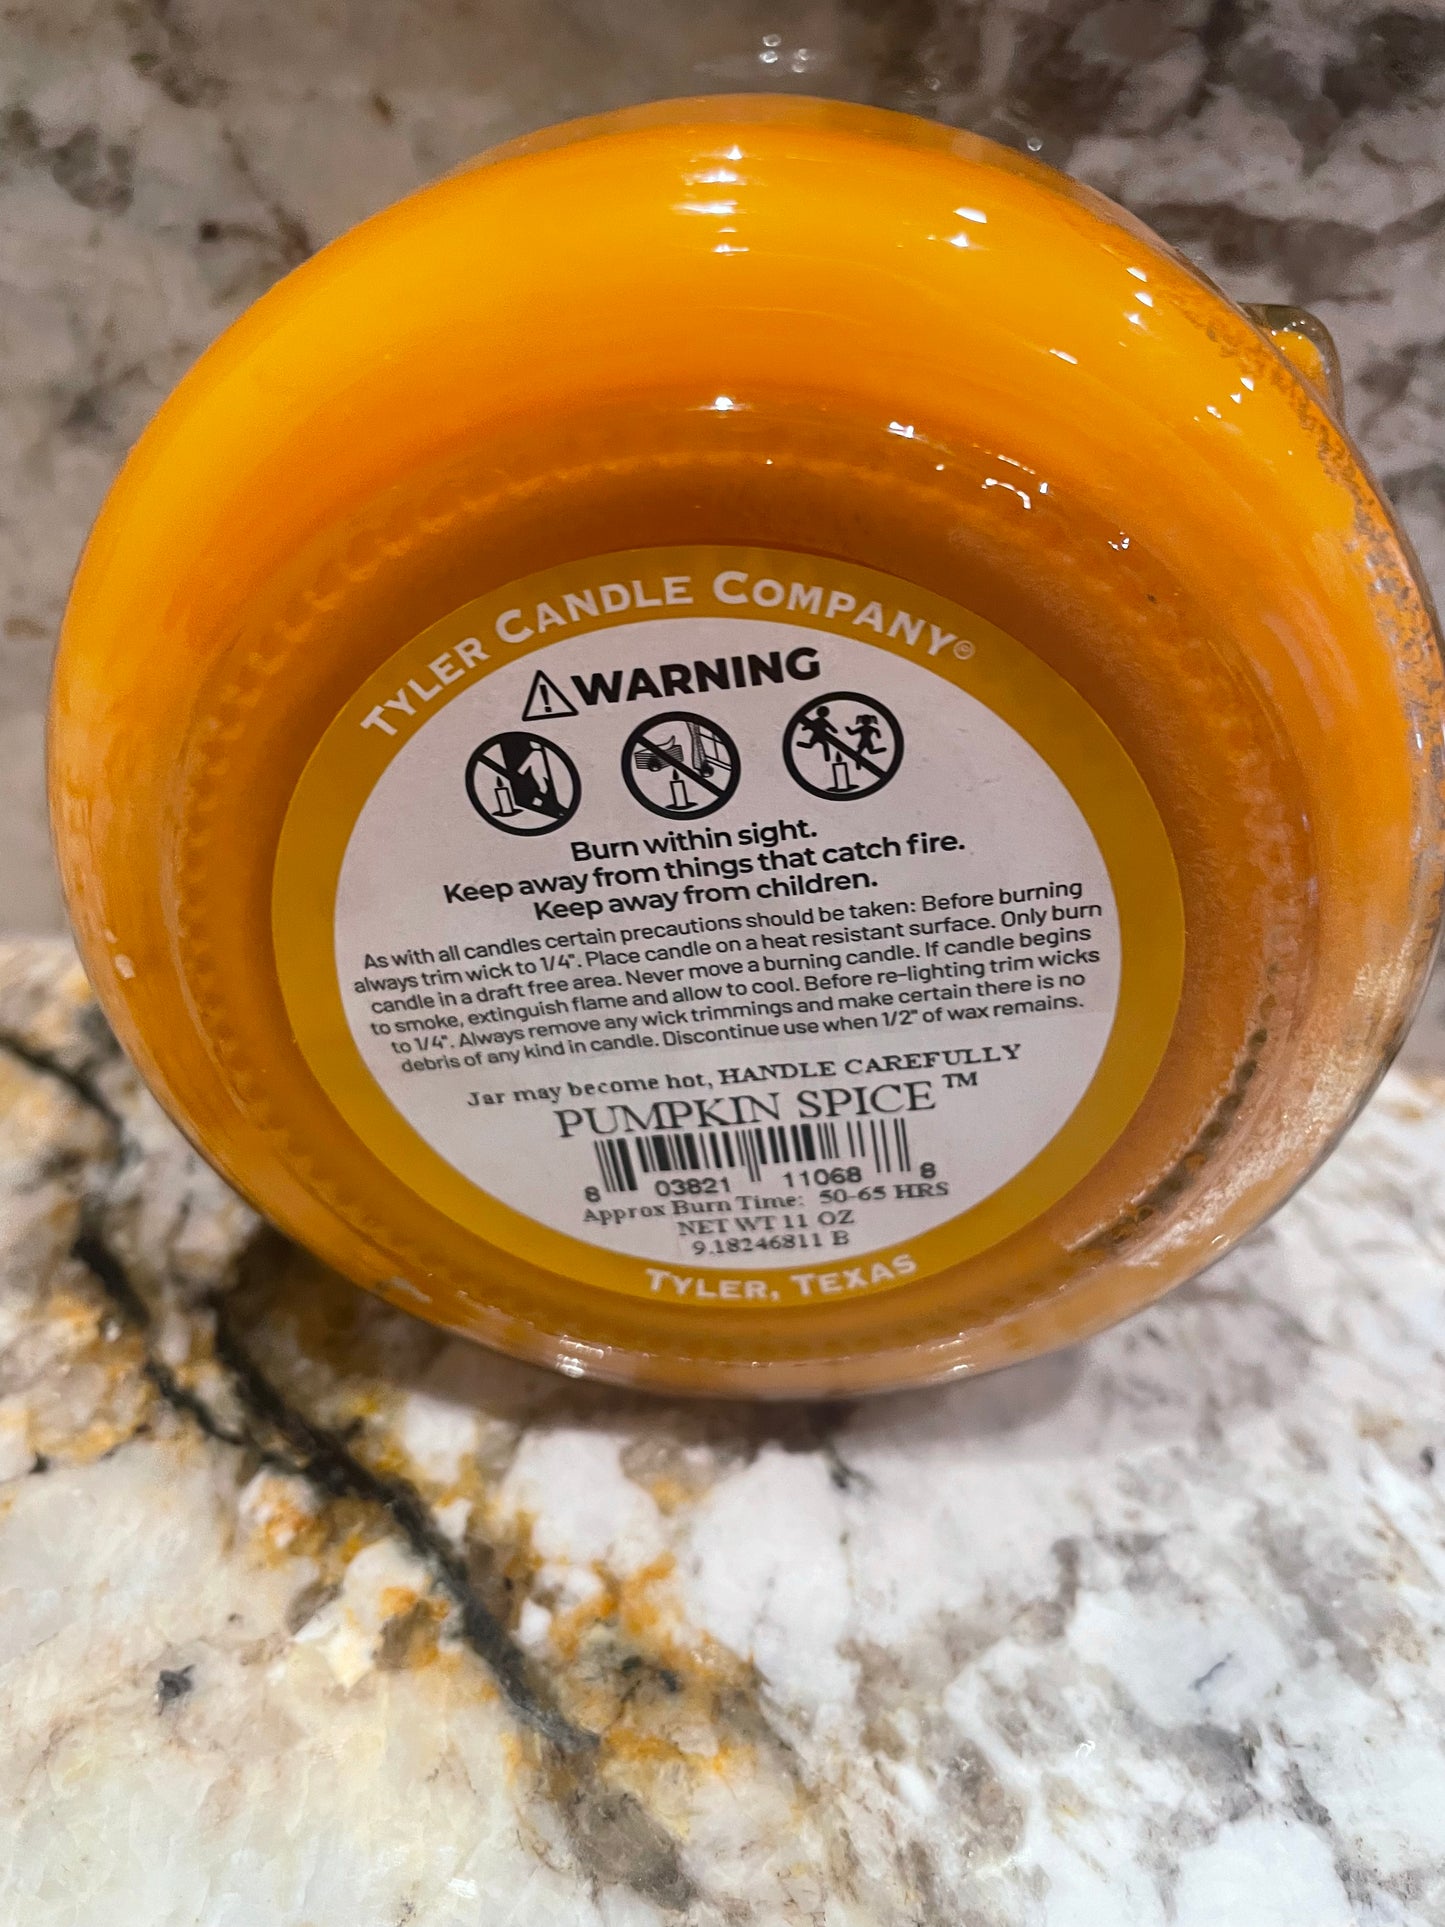 TYLER CANDLE COMPANY®
WARNING
Burn within sight.
Keep away from things that catch fire.
Keep away from children.
As with all candles certain precautions should be taken: Before burning
always trim wick to 1/4". Place candle on a heat resistant surface. Only burn
candle in a draft free area. Never move a burning candle. If candle begins
to smoke, extinguish flame and allow to cool. Before re-lighting trim wicks
to 1/4". Always remove any wick trimmings and make certain there is no
debris of any kind in candle. Discontinue use when 1/2" of wax remains.
Jar may become hot, HANDLE CAREFULLY
PUMPKIN SPICE™
8 03821 11068 8
Approx Burn Time: 50-65 HRS
NET WT 11 OZ
9.18246811 B
TYLER, TEXAS